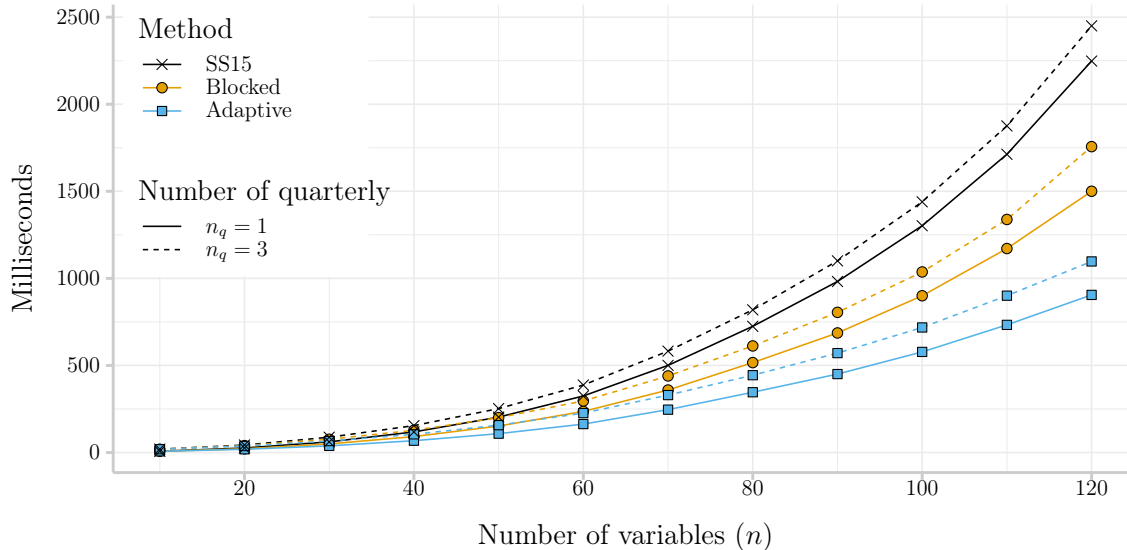 2500
2000
1500
1000
500
0
Milliseconds
Method
SS15
Blocked
Adaptive
Number of quarterly
n_q = 1
n_q = 3
20 40 60 80 100 120
Number of variables (n)